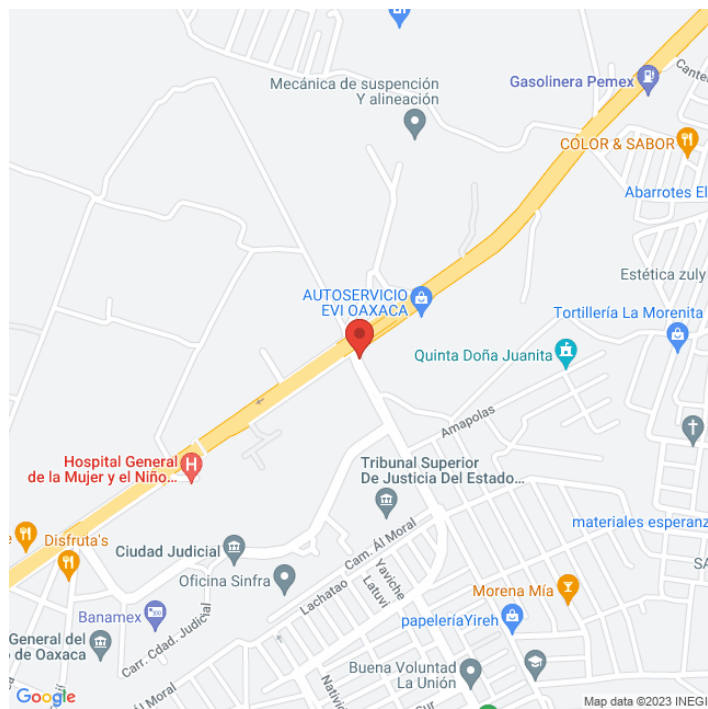 Mecánica de suspención
Y alineación
Gasolinera Pemex
COLOR & SABOR
Abarrotes El
Estética zuly
AUTOSERVICIO
EVI OAXACA
Tortillería La Morenita
Quinta Doña Juanita
Amapolas
Hospital General
de la Mujer y el Niño...
Tribunal Superior
De Justicia Del Estado...
materiales esperanz
Disfruta's
Ciudad Judicial
Cam. Ál Moral
Oficina Sinfra
Lachatao
Yaviche
Latuvi
Morena Mía
Banamex
papeleríaYireh
General del
o de Oaxaca
Carr. Cdad. Judicial
Buena Voluntad
La Unión
Google
Map data ©2023 INEGI